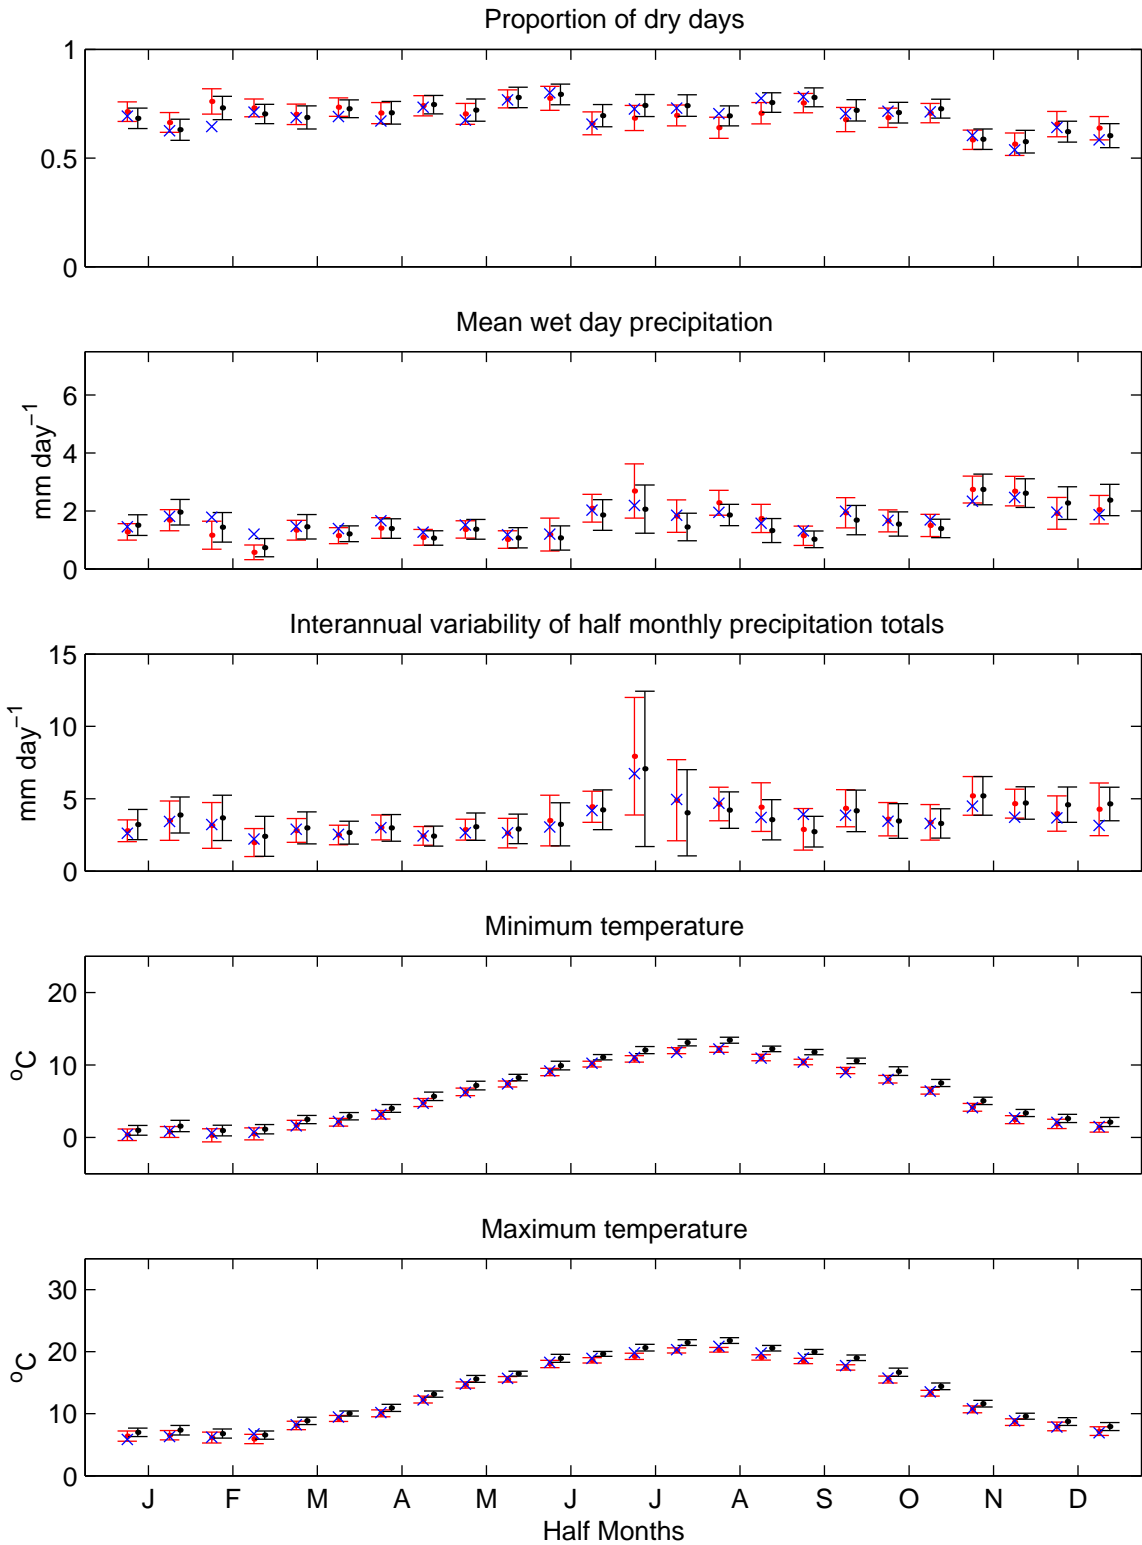 Proportion of dry days
1
0.5
0
Mean wet day precipitation
mm day⁻¹
6
4
2
0
Interannual variability of half monthly precipitation totals
mm day⁻¹
15
10
5
0
Minimum temperature
ºC
20
10
0
Maximum temperature
ºC
30
20
10
0
J F M A M J J A S O N D
Half Months